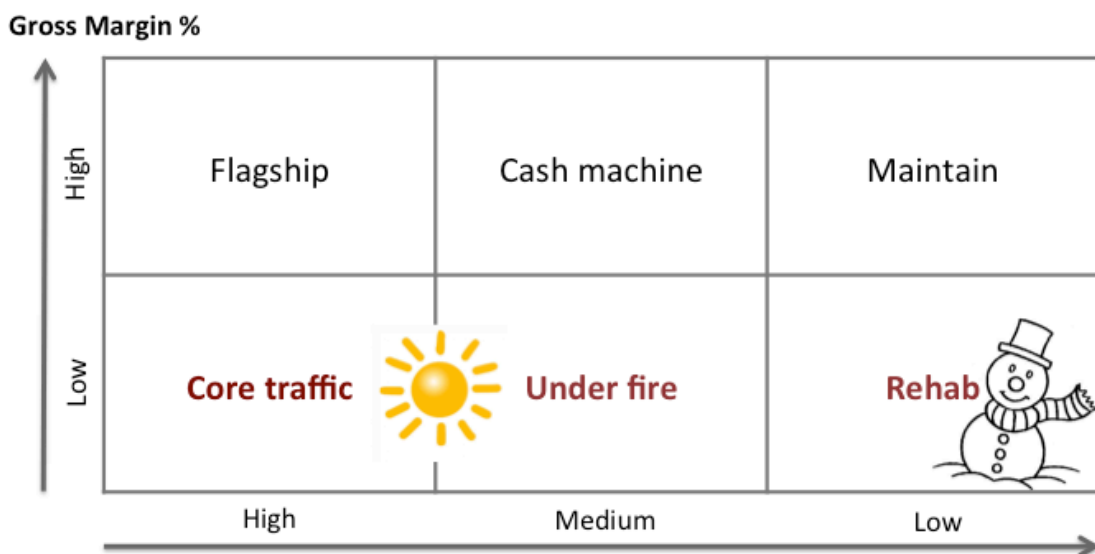 Gross Margin %
High
Flagship
Cash machine
Maintain
Low
Core traffic
Under fire
Rehab
High
Medium
Low